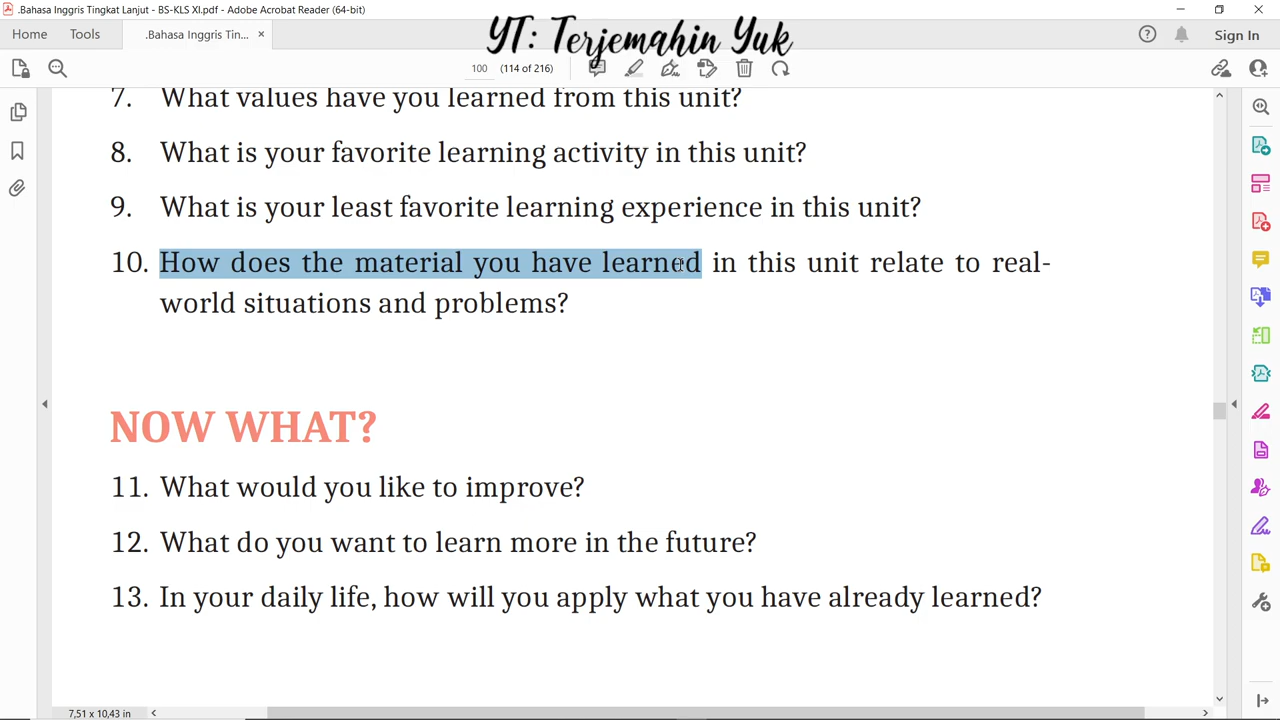 .Bahasa Inggris Tingkat Lanjut - BS-KLS XI.pdf - Adobe Acrobat Reader (64-bit)
Home Tools .Bahasa Inggris Tin... × Sign In
YT: Terjemahin Yuk
100 (114 of 216)
7. What values have you learned from this unit?
8. What is your favorite learning activity in this unit?
9. What is your least favorite learning experience in this unit?
10. How does the material you have learned in this unit relate to real-
world situations and problems?
NOW WHAT?
11. What would you like to improve?
12. What do you want to learn more in the future?
13. In your daily life, how will you apply what you have already learned?
7,51 x 10,43 in